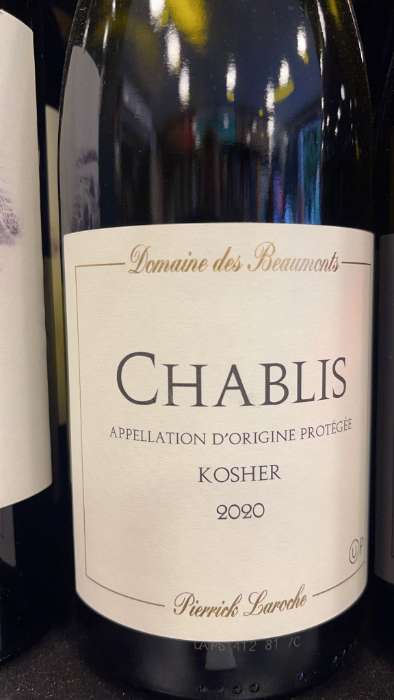 Domaine des Beaumonts
CHABLIS
APPELLATION D'ORIGINE PROTÉGÉE
KOSHER
2020
Ⓤ P
Pierrick Laroche